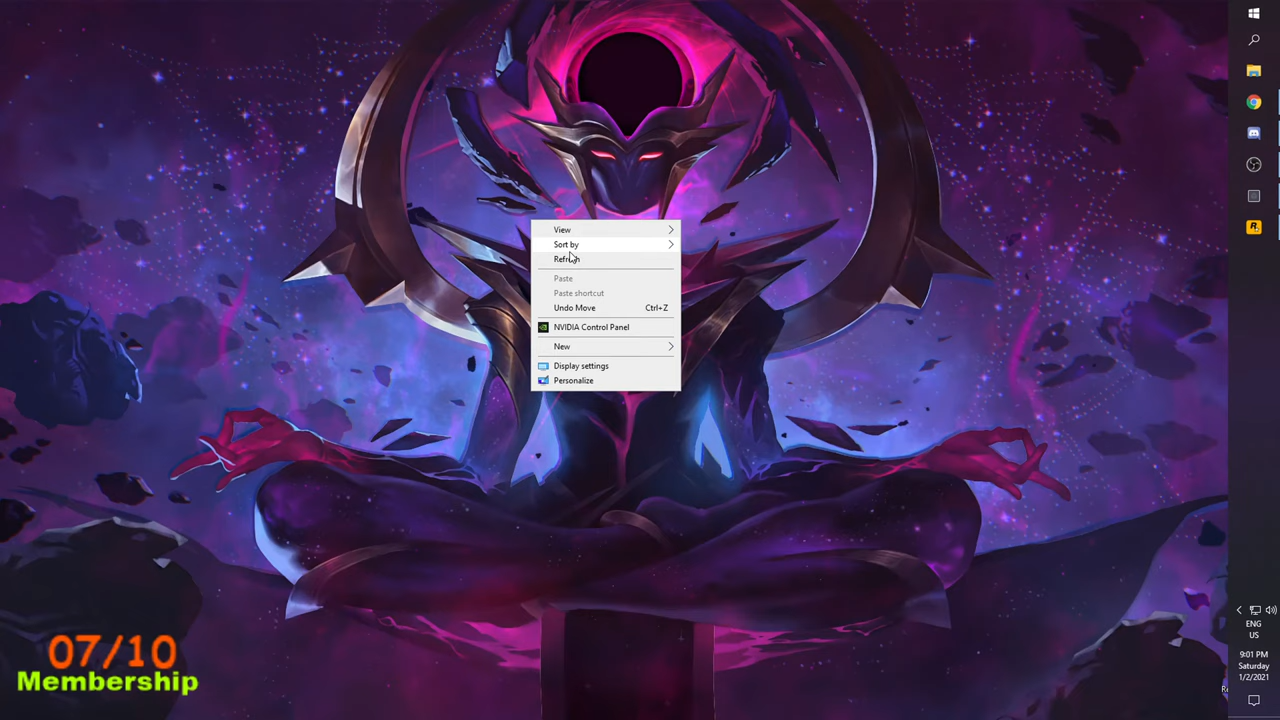 View
Sort by
Refresh
Paste
Paste shortcut
Undo Move Ctrl+Z
NVIDIA Control Panel
New
Display settings
Personalize
07/10
Membership
R
ENG
US
9:01 PM
Saturday
1/2/2021